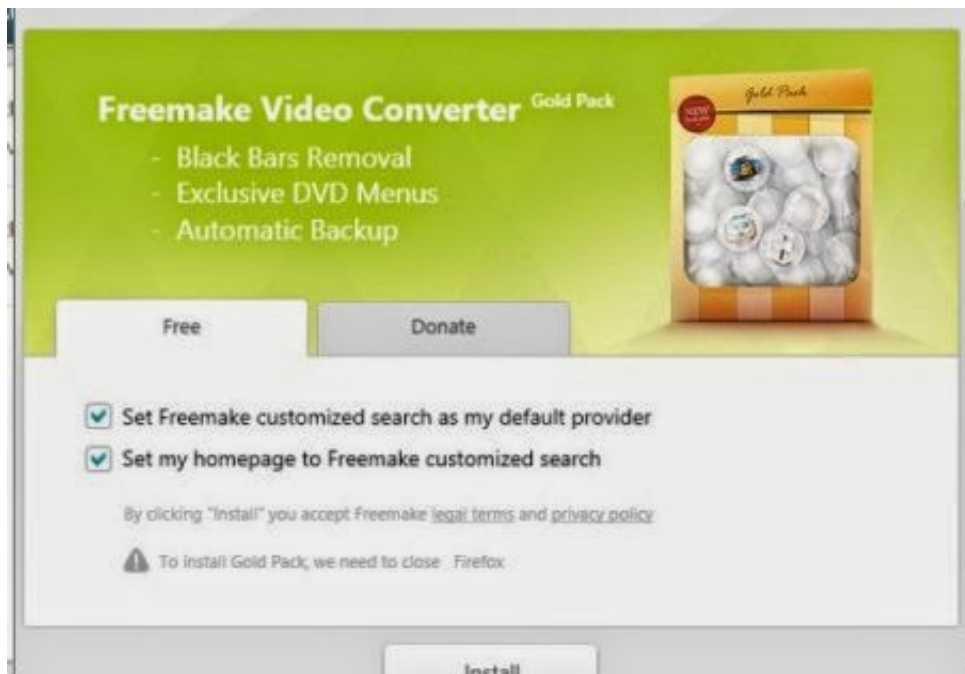 Freemake Video Converter Gold Pack
- Black Bars Removal
- Exclusive DVD Menus
- Automatic Backup
Gold Pack
NEW
Free
Donate
Set Freemake customized search as my default provider
Set my homepage to Freemake customized search
By clicking "Install" you accept Freemake legal terms and privacy policy
To install Gold Pack, we need to close Firefox
Install